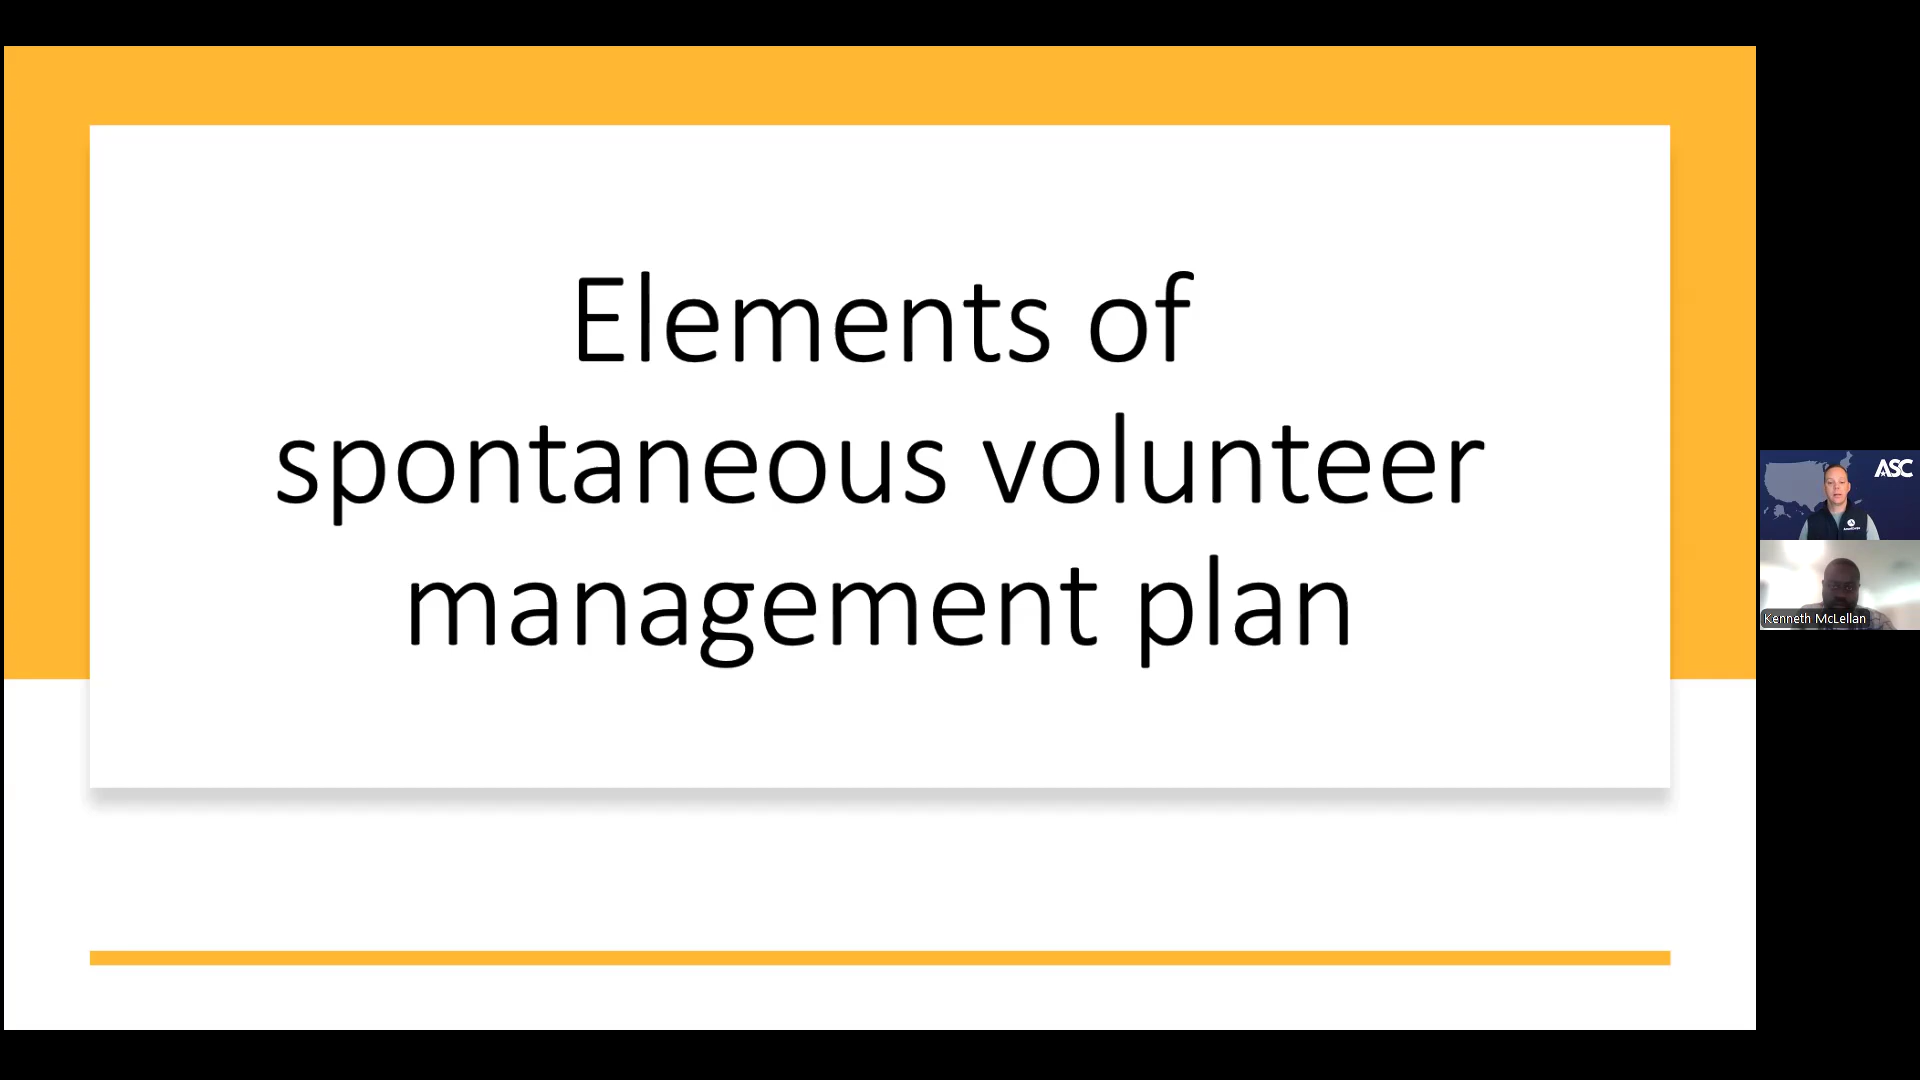 Elements of
spontaneous volunteer
management plan
ASC
Kenneth McLellan